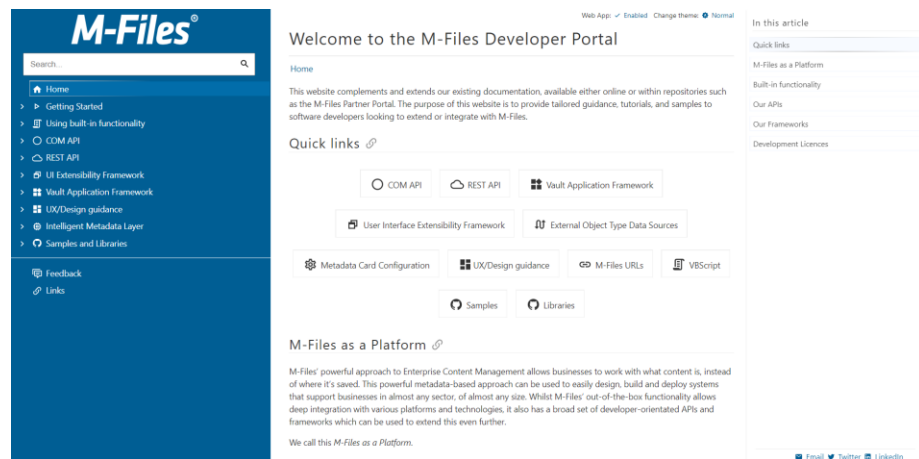 M-Files®
Search...
Home
Getting Started
Using built-in functionality
COM API
REST API
UI Extensibility Framework
Vault Application Framework
UX/Design guidance
Intelligent Metadata Layer
Samples and Libraries
Feedback
Links
Web App: ✓ Enabled Change theme: Normal
Welcome to the M-Files Developer Portal
Home
This website complements and extends our existing documentation, available either online or within repositories such
as the M-Files Partner Portal. The purpose of this website is to provide tailored guidance, tutorials, and samples to
software developers looking to extend or integrate with M-Files.
Quick links
COM API REST API Vault Application Framework
User Interface Extensibility Framework External Object Type Data Sources
Metadata Card Configuration UX/Design guidance M-Files URLs VBScript
Samples Libraries
M-Files as a Platform
M-Files' powerful approach to Enterprise Content Management allows businesses to work with what content is, instead
of where it's saved. This powerful metadata-based approach can be used to easily design, build and deploy systems
that support businesses in almost any sector, of almost any size. Whilst M-Files' out-of-the-box functionality allows
deep integration with various platforms and technologies, it also has a broad set of developer-orientated APIs and
frameworks which can be used to extend this even further.
We call this M-Files as a Platform.
In this article
Quick links
M-Files as a Platform
Built-in functionality
Our APIs
Our Frameworks
Development Licences
Email Twitter LinkedIn